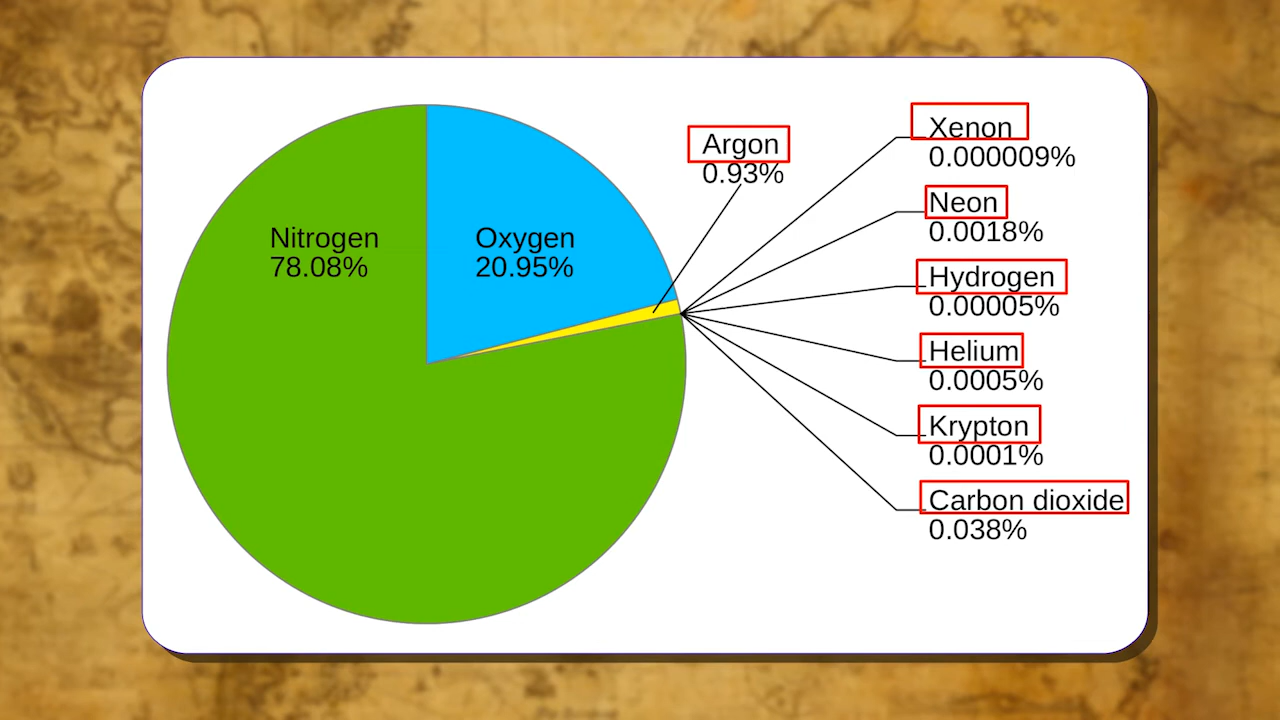 Nitrogen
78.08%
Oxygen
20.95%
Argon
0.93%
Xenon
0.000009%
Neon
0.0018%
Hydrogen
0.00005%
Helium
0.0005%
Krypton
0.0001%
Carbon dioxide
0.038%